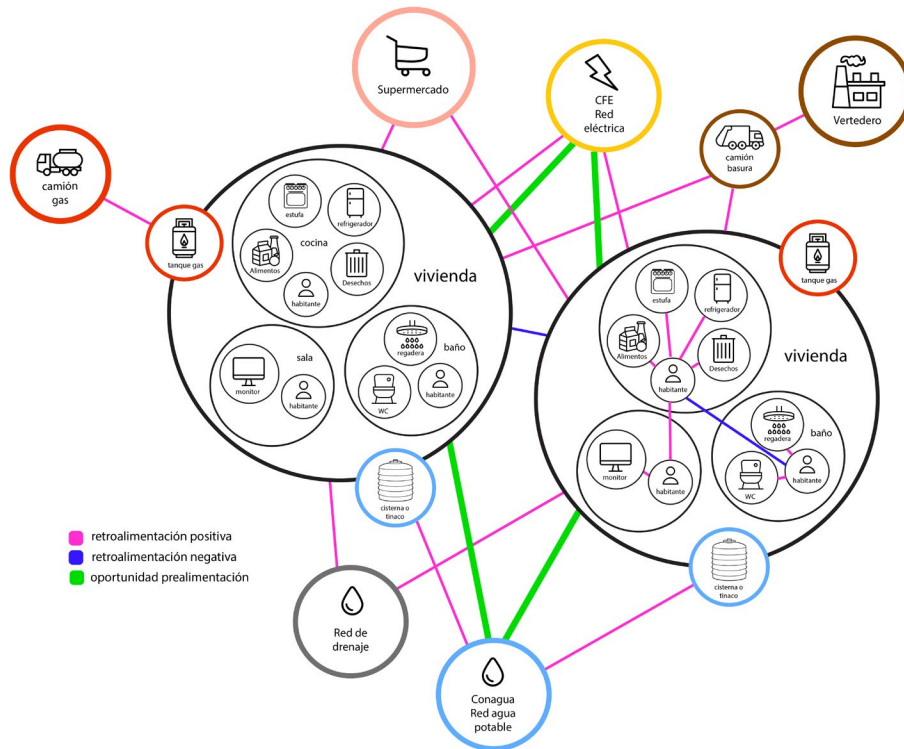 Supermercado
CFE
Red
eléctrica
Vertedero
camión
basura
camión
gas
tanque gas
estufa
refrigerador
cocina
Alimentos
Desechos
habitante
vivienda
sala
monitor
habitante
baño
regadera
WC
habitante
cisterna o
tinaco
tanque gas
estufa
refrigerador
Alimentos
Desechos
habitante
vivienda
monitor
habitante
baño
regadera
WC
habitante
cisterna o
tinaco
retroalimentación positiva
retroalimentación negativa
oportunidad prealimentación
Red de
drenaje
Conagua
Red agua
potable